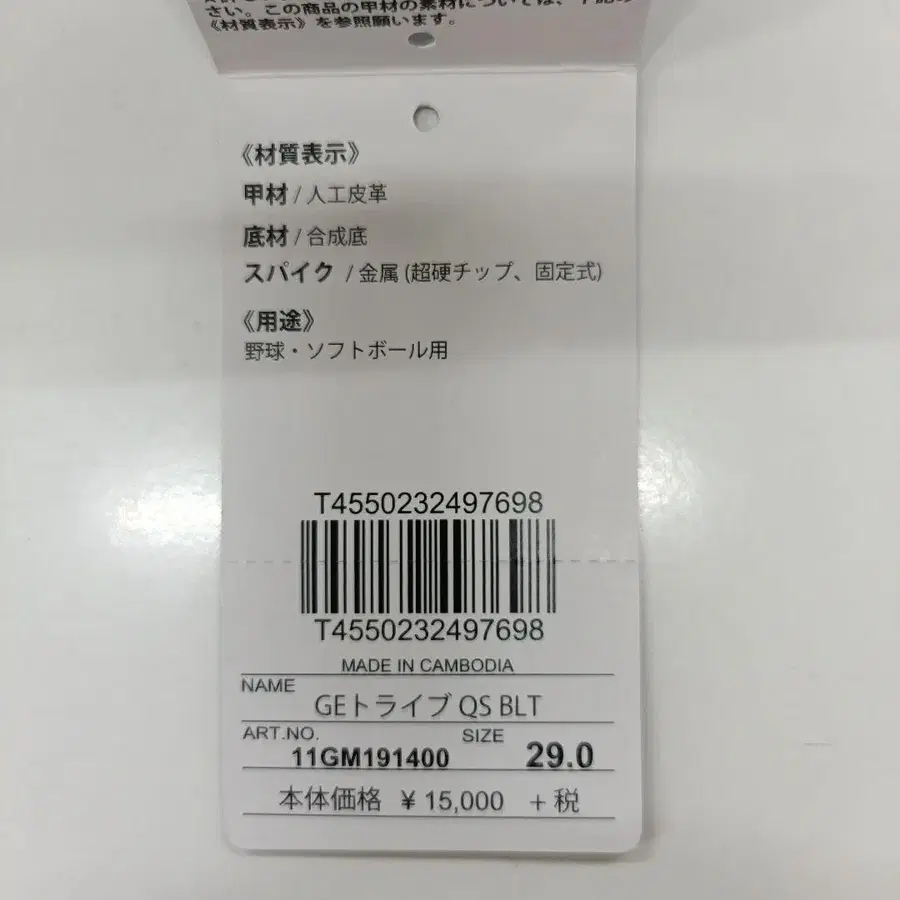 さい。この商品の甲材の素材については、下記の
《材質表示》を参照願います。
《材質表示》
甲材 / 人工皮革
底材 / 合成底
スパイク / 金属 (超硬チップ、固定式)
《用途》
野球・ソフトボール用
T4550232497698
T4550232497698
MADE IN CAMBODIA
NAME
GEトライブ QS BLT
ART.NO.
SIZE
11GM191400
29.0
本体価格 ¥ 15,000 + 税